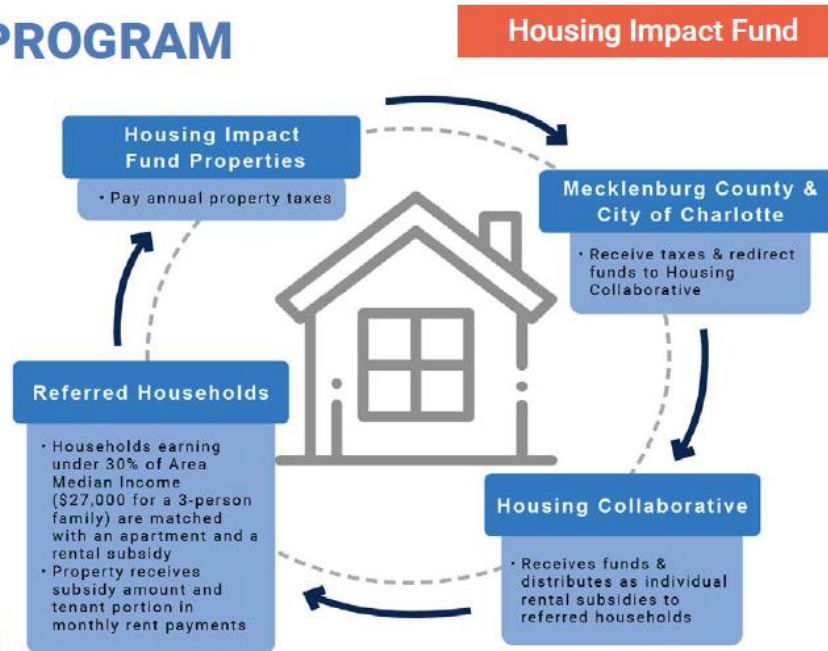 PROGRAM
Housing Impact Fund
Housing Impact
Fund Properties
• Pay annual property taxes
Mecklenburg County &
City of Charlotte
• Receive taxes & redirect
funds to Housing
Collaborative
Housing Collaborative
• Receives funds &
distributes as individual
rental subsidies to
referred households
Referred Households
• Households earning
under 30% of Area
Median Income
($27,000 for a 3-person
family) are matched
with an apartment and a
rental subsidy
• Property receives
subsidy amount and
tenant portion in
monthly rent payments